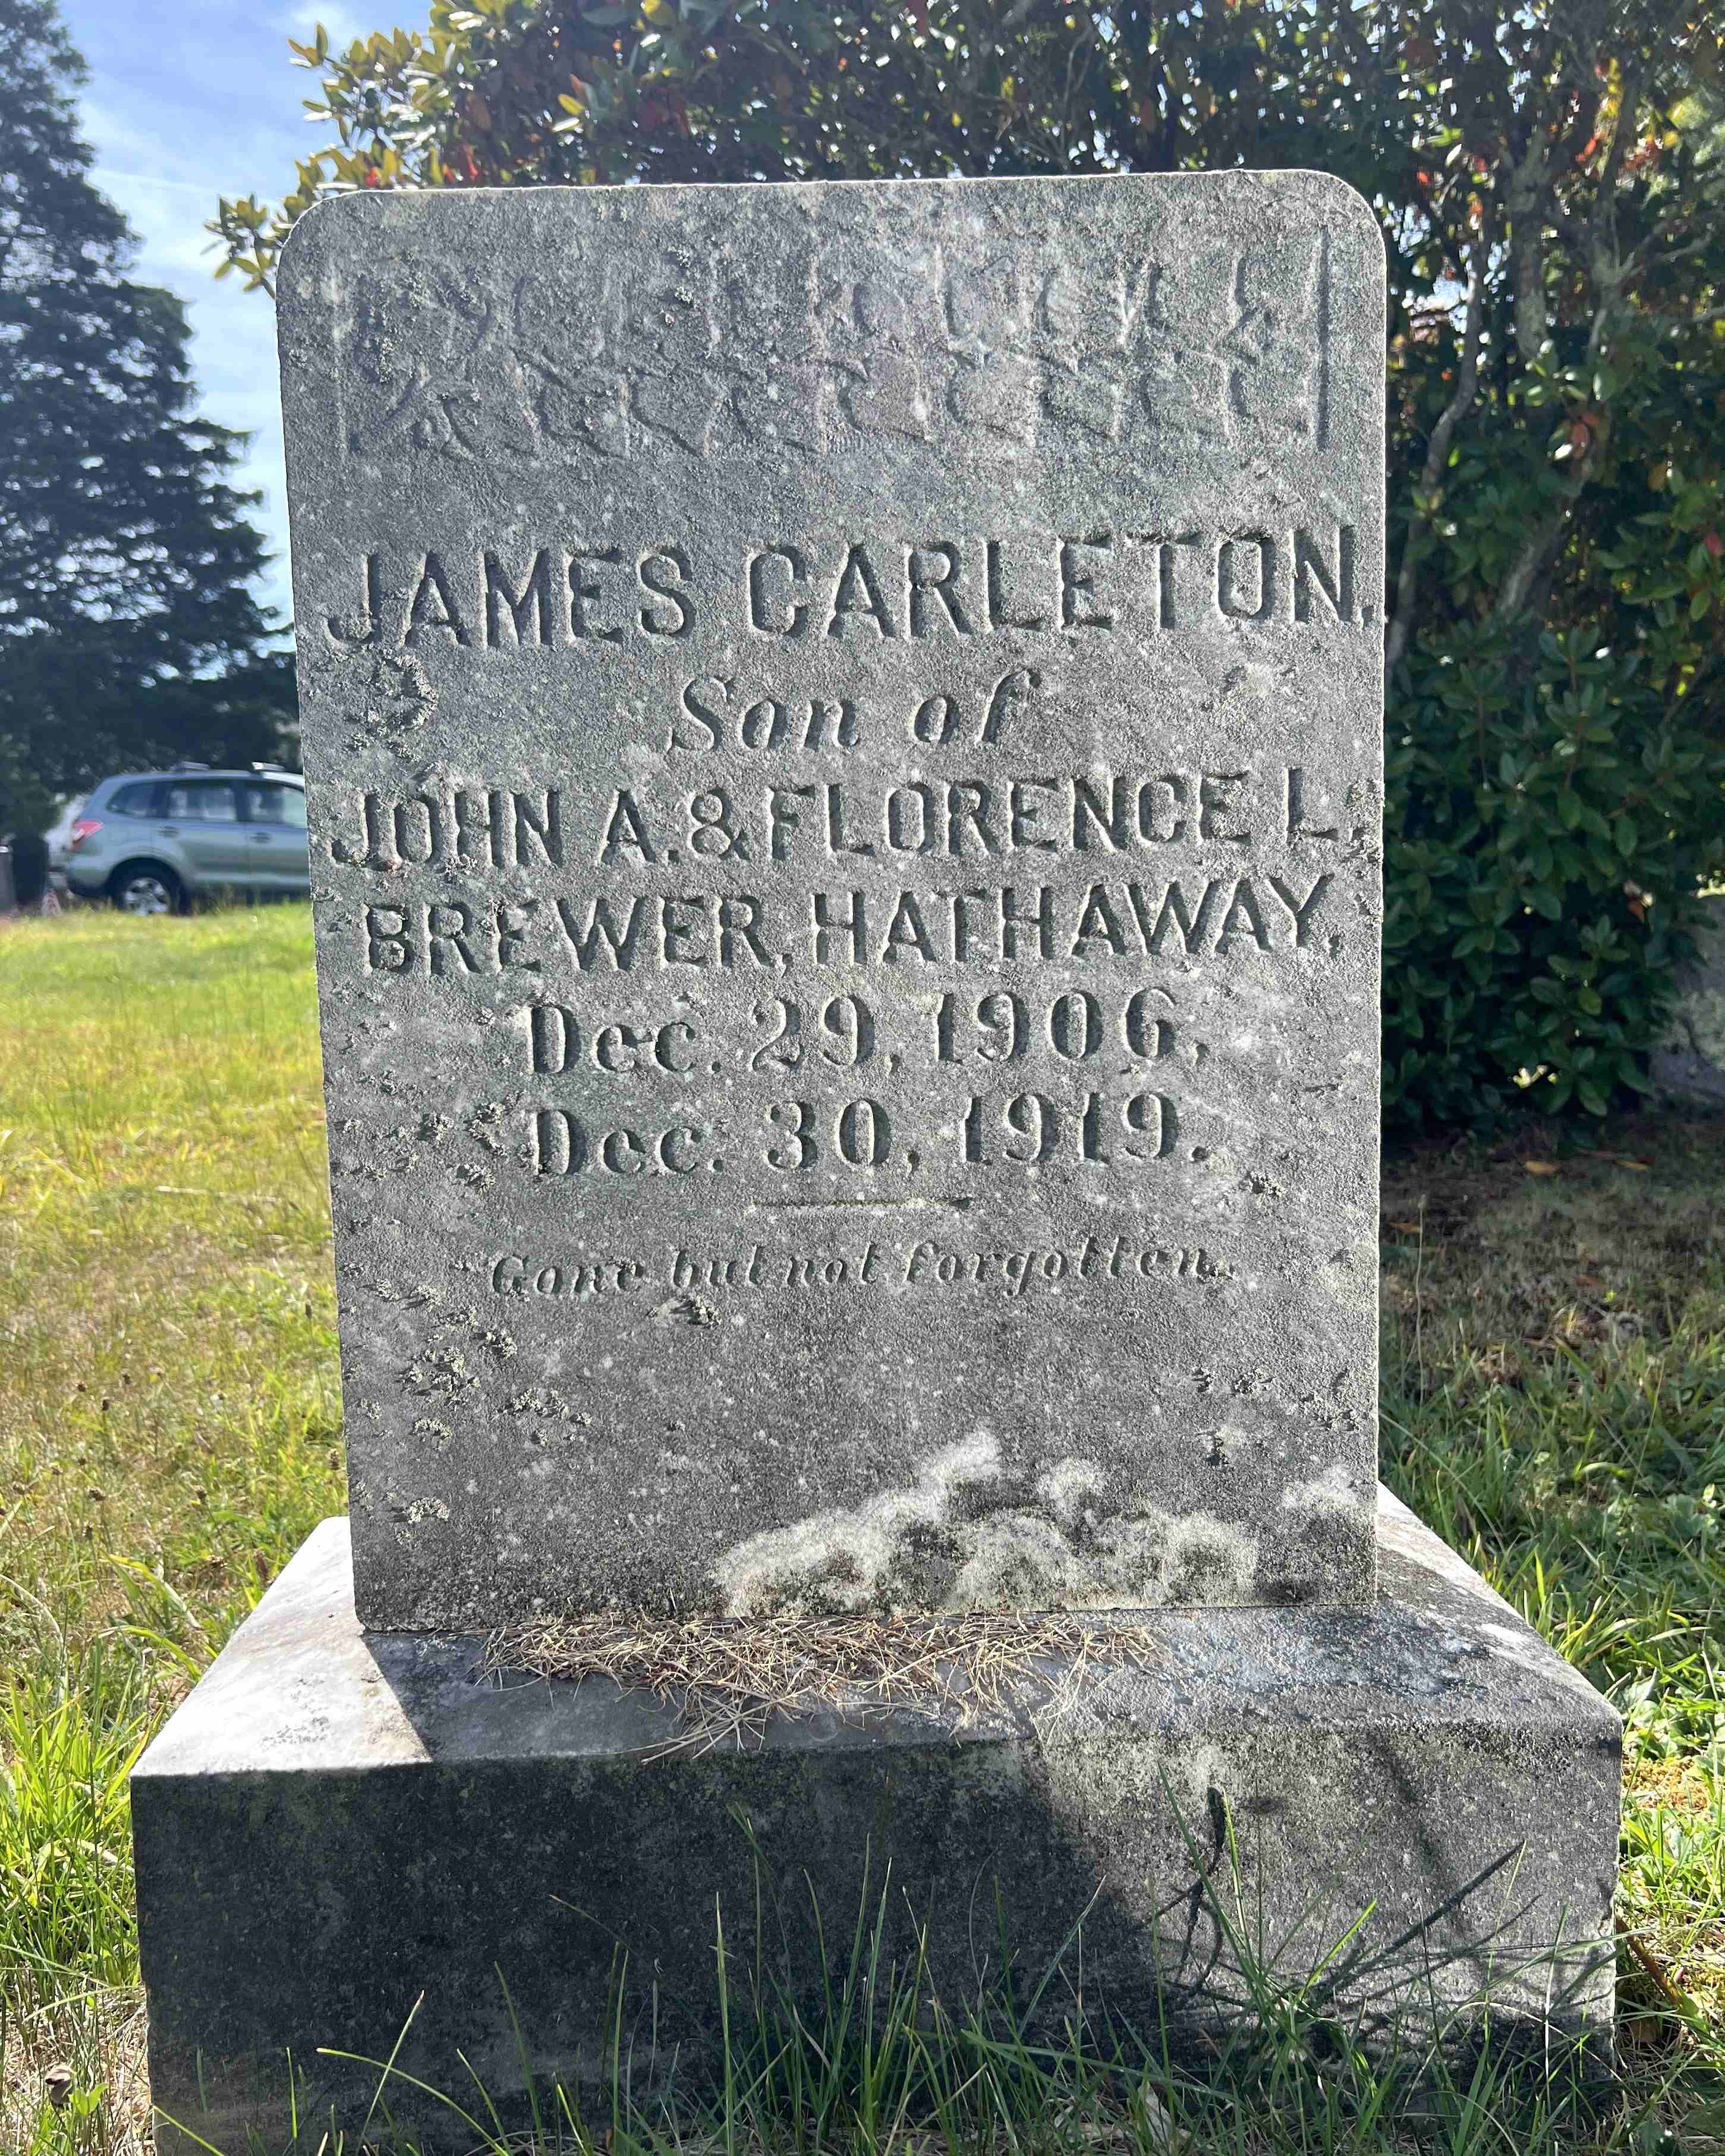 JAMES CARLETON,
Son of
JOHN A. & FLORENCE L.
BREWER, HATHAWAY,
Dec. 29, 1906,
Dec. 30, 1919.
Gone but not forgotten.